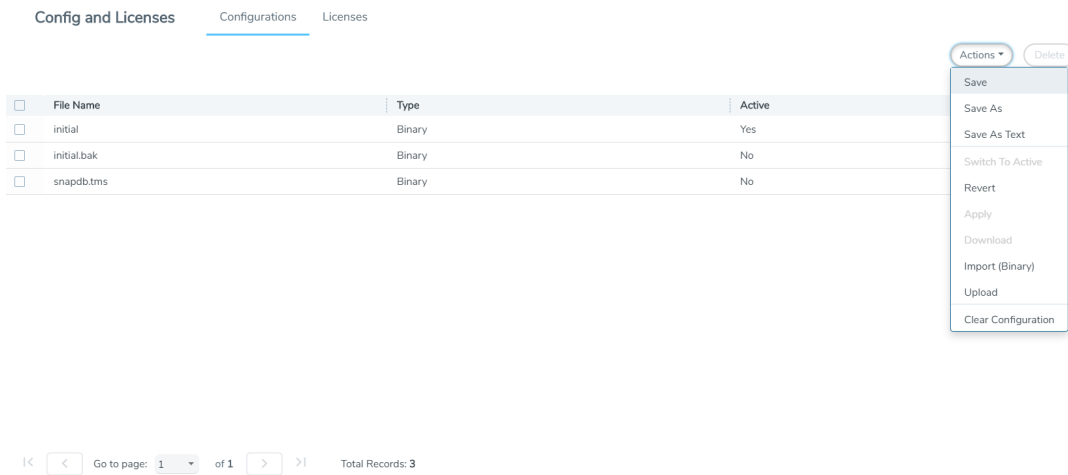 Config and Licenses Configurations Licenses
Actions Delete
Save
Save As
Save As Text
Switch To Active
Revert
Apply
Download
Import (Binary)
Upload
Clear Configuration
File Name Type Active
initial Binary Yes
initial.bak Binary No
snapdb.tms Binary No
Go to page: 1 of 1 Total Records: 3